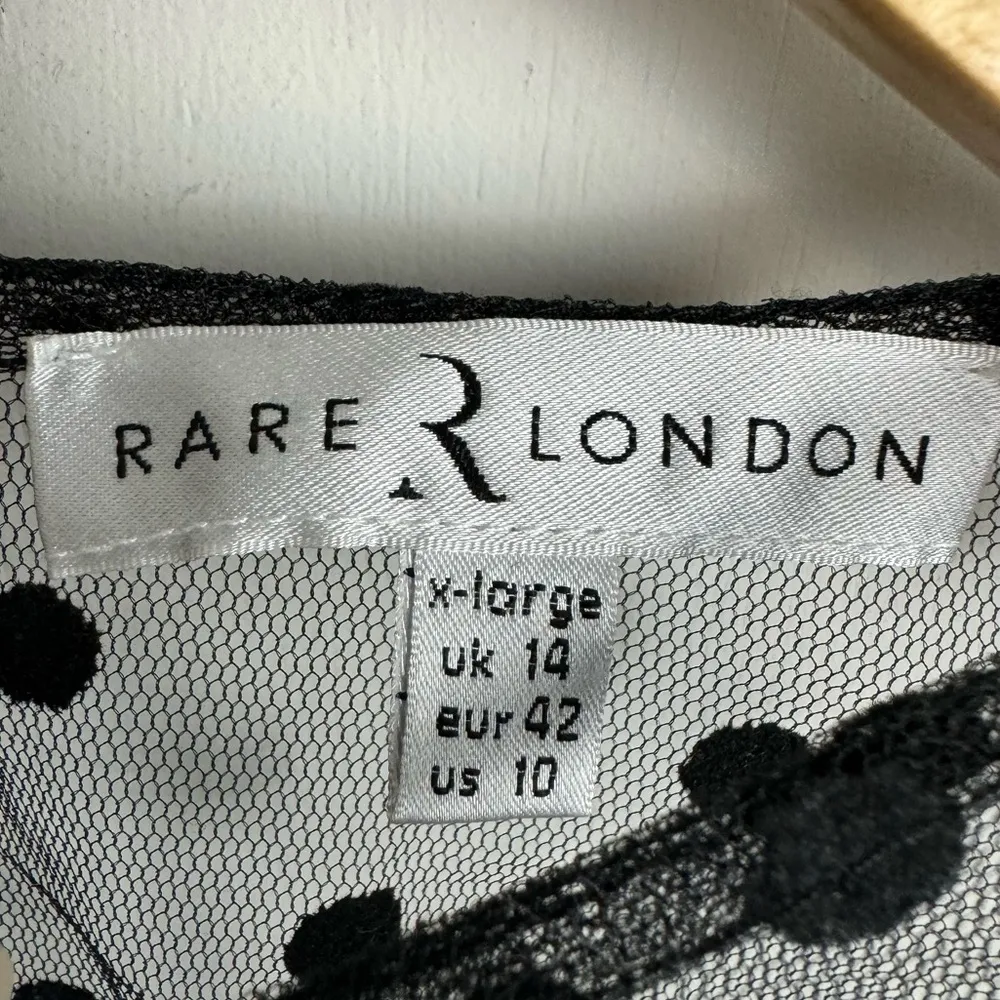 RARE R LONDON
x-large
uk 14
eur 42
us 10